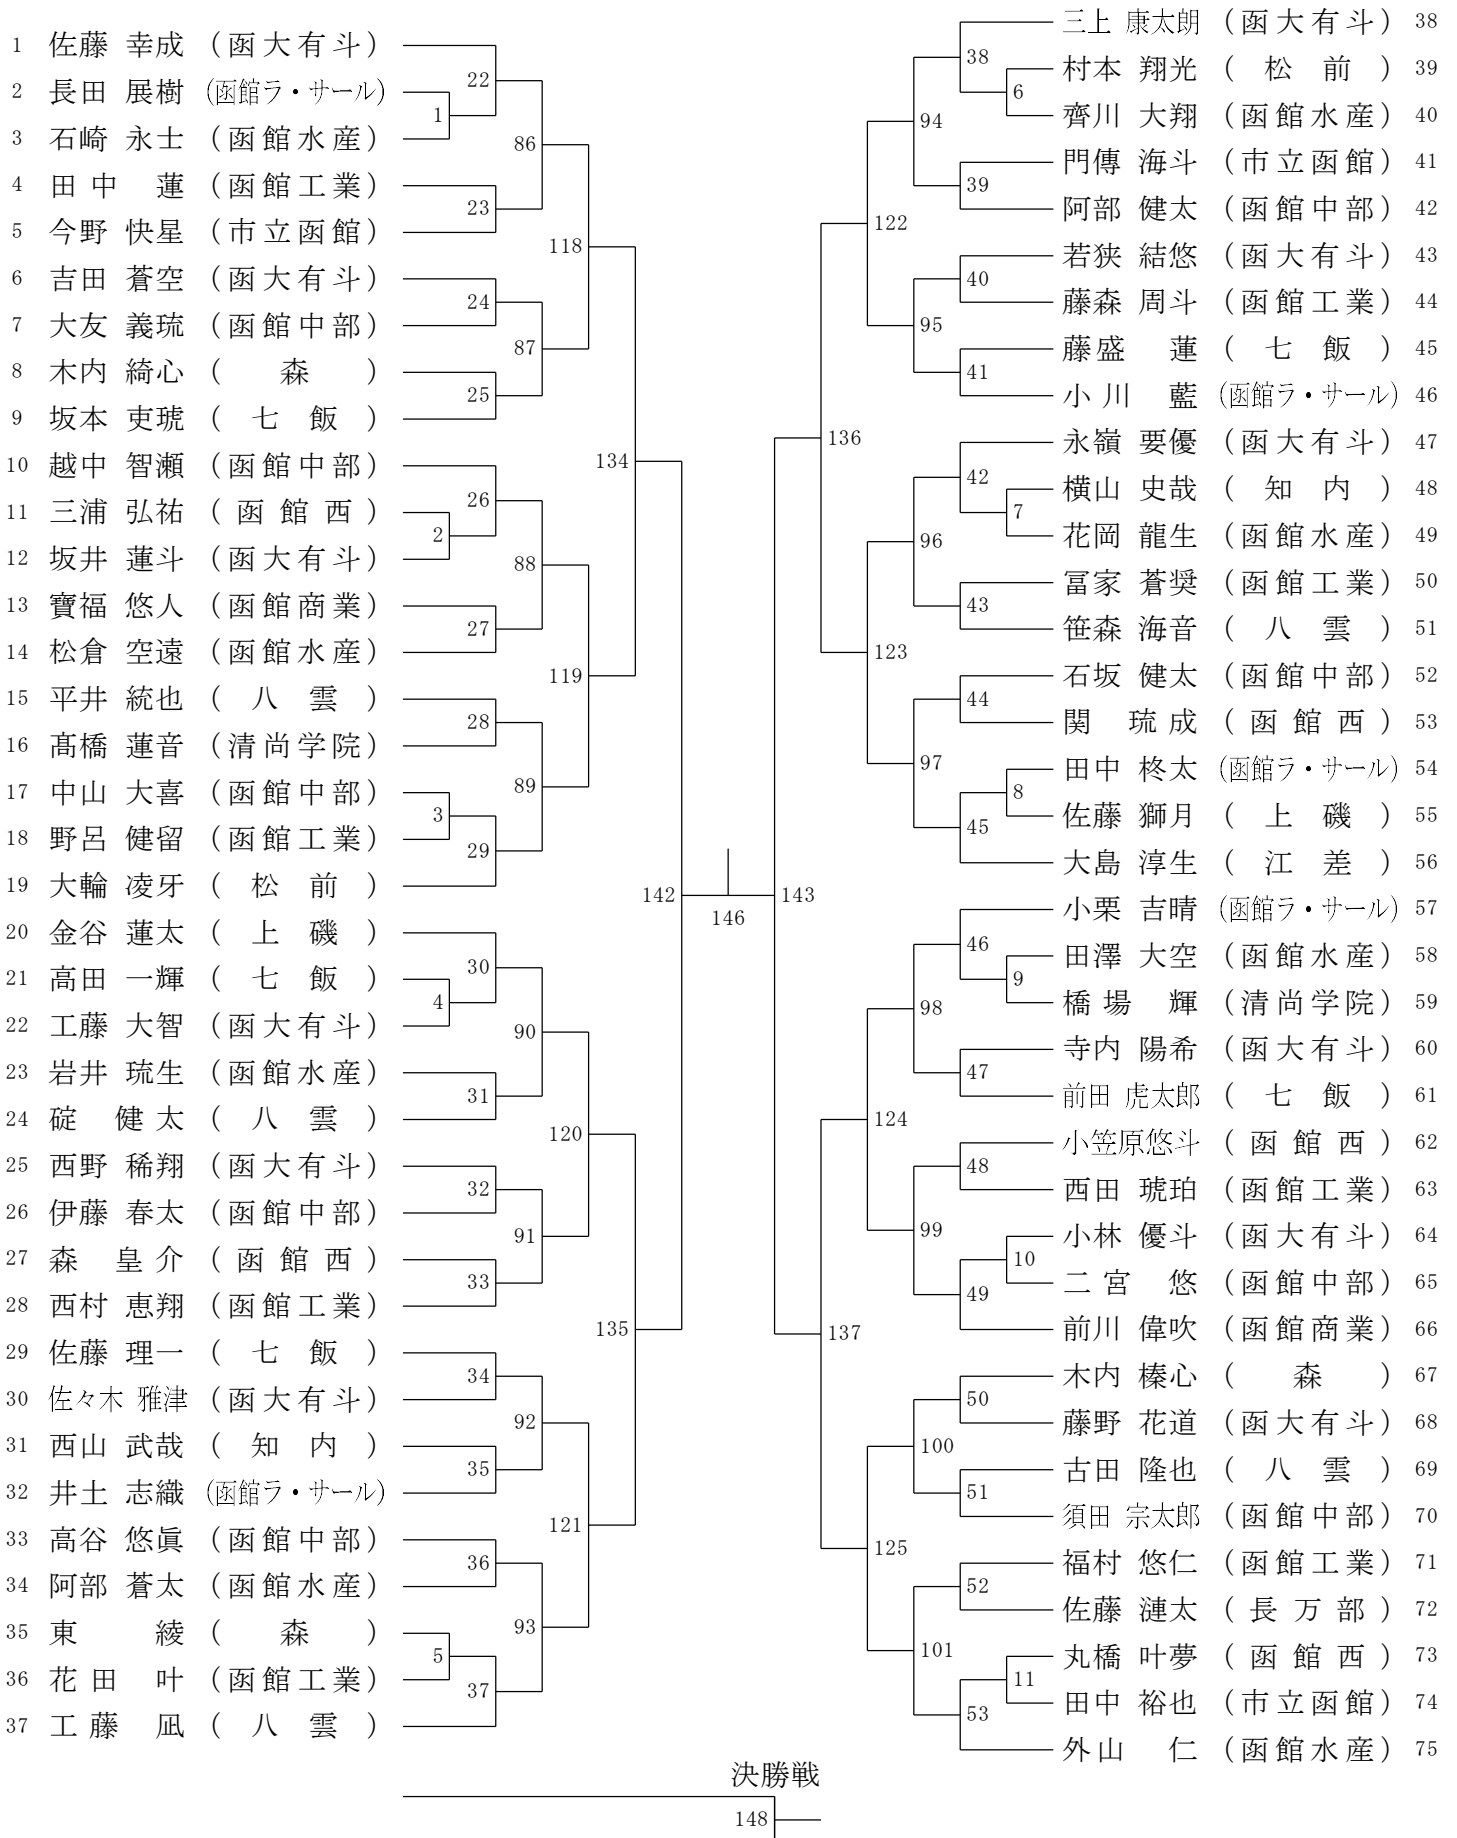 1 佐藤 幸成 (函大有斗)
2 長田 展樹 (函館ラ・サール)
3 石崎 永士 (函館水産)
4 田中 蓮 (函館工業)
5 今野 快星 (市立函館)
6 吉田 蒼空 (函大有斗)
7 大友 義琉 (函館中部)
8 木内 綺心 (森)
9 坂本 吏琥 (七飯)
10 越中 智瀬 (函館中部)
11 三浦 弘祐 (函館西)
12 坂井 蓮斗 (函大有斗)
13 寶福 悠人 (函館商業)
14 松倉 空遠 (函館水産)
15 平井 統也 (八雲)
16 髙橋 蓮音 (清尚学院)
17 中山 大喜 (函館中部)
18 野呂 健留 (函館工業)
19 大輪 凌牙 (松前)
20 金谷 蓮太 (上磯)
21 高田 一輝 (七飯)
22 工藤 大智 (函大有斗)
23 岩井 琉生 (函館水産)
24 碇 健太 (八雲)
25 西野 稀翔 (函大有斗)
26 伊藤 春太 (函館中部)
27 森 皇介 (函館西)
28 西村 恵翔 (函館工業)
29 佐藤 理一 (七飯)
30 佐々木 雅津 (函大有斗)
31 西山 武哉 (知内)
32 井土 志織 (函館ラ・サール)
33 高谷 悠眞 (函館中部)
34 阿部 蒼太 (函館水産)
35 東 綾 (森)
36 花田 叶 (函館工業)
37 工藤 凪 (八雲)
1
2
3
4
5
22
23
24
25
26
27
28
29
30
31
32
33
34
35
36
37
86
87
88
89
90
91
92
93
118
119
120
121
134
135
142
146
143
136
137
122
123
124
125
94
95
96
97
98
99
100
101
38
39
40
41
42
43
44
45
46
47
48
49
50
51
52
53
6
7
8
9
10
11
三上 康太朗 (函大有斗) 38
村本 翔光 (松前) 39
齊川 大翔 (函館水産) 40
門傳 海斗 (市立函館) 41
阿部 健太 (函館中部) 42
若狭 結悠 (函大有斗) 43
藤森 周斗 (函館工業) 44
藤盛 蓮 (七飯) 45
小川 藍 (函館ラ・サール) 46
永嶺 要優 (函大有斗) 47
横山 史哉 (知内) 48
花岡 龍生 (函館水産) 49
冨家 蒼奨 (函館工業) 50
笹森 海音 (八雲) 51
石坂 健太 (函館中部) 52
関 琉成 (函館西) 53
田中 柊太 (函館ラ・サール) 54
佐藤 獅月 (上磯) 55
大島 淳生 (江差) 56
小栗 吉晴 (函館ラ・サール) 57
田澤 大空 (函館水産) 58
橋場 輝 (清尚学院) 59
寺内 陽希 (函大有斗) 60
前田 虎太郎 (七飯) 61
小笠原悠斗 (函館西) 62
西田 琥珀 (函館工業) 63
小林 優斗 (函大有斗) 64
二宮 悠 (函館中部) 65
前川 偉吹 (函館商業) 66
木内 榛心 (森) 67
藤野 花道 (函大有斗) 68
古田 隆也 (八雲) 69
須田 宗太郎 (函館中部) 70
福村 悠仁 (函館工業) 71
佐藤 漣太 (長万部) 72
丸橋 叶夢 (函館西) 73
田中 裕也 (市立函館) 74
外山 仁 (函館水産) 75
決勝戦
148